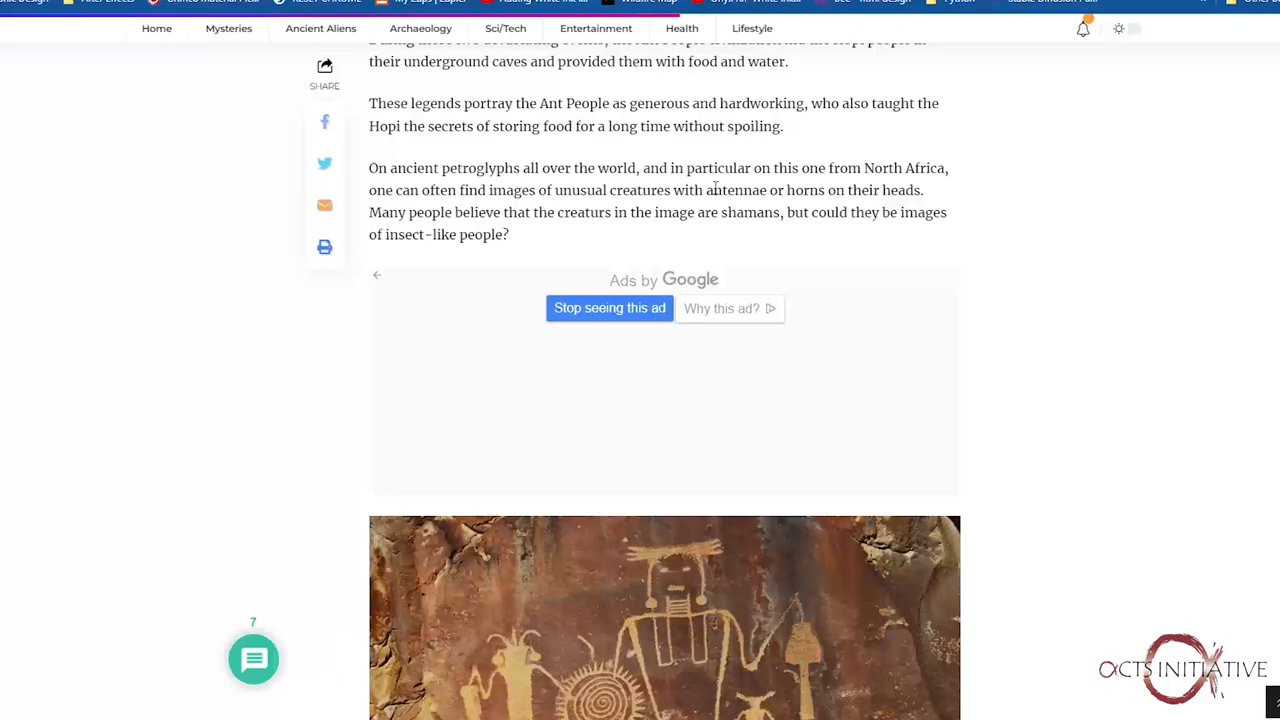 Home Mysteries Ancient Aliens Archaeology Sci/Tech Entertainment Health Lifestyle
their underground caves and provided them with food and water.
SHARE
These legends portray the Ant People as generous and hardworking, who also taught the
Hopi the secrets of storing food for a long time without spoiling.
On ancient petroglyphs all over the world, and in particular on this one from North Africa,
one can often find images of unusual creatures with antennae or horns on their heads.
Many people believe that the creaturs in the image are shamans, but could they be images
of insect-like people?
Ads by Google
Stop seeing this ad Why this ad?
7
ACTS INITIATIVE